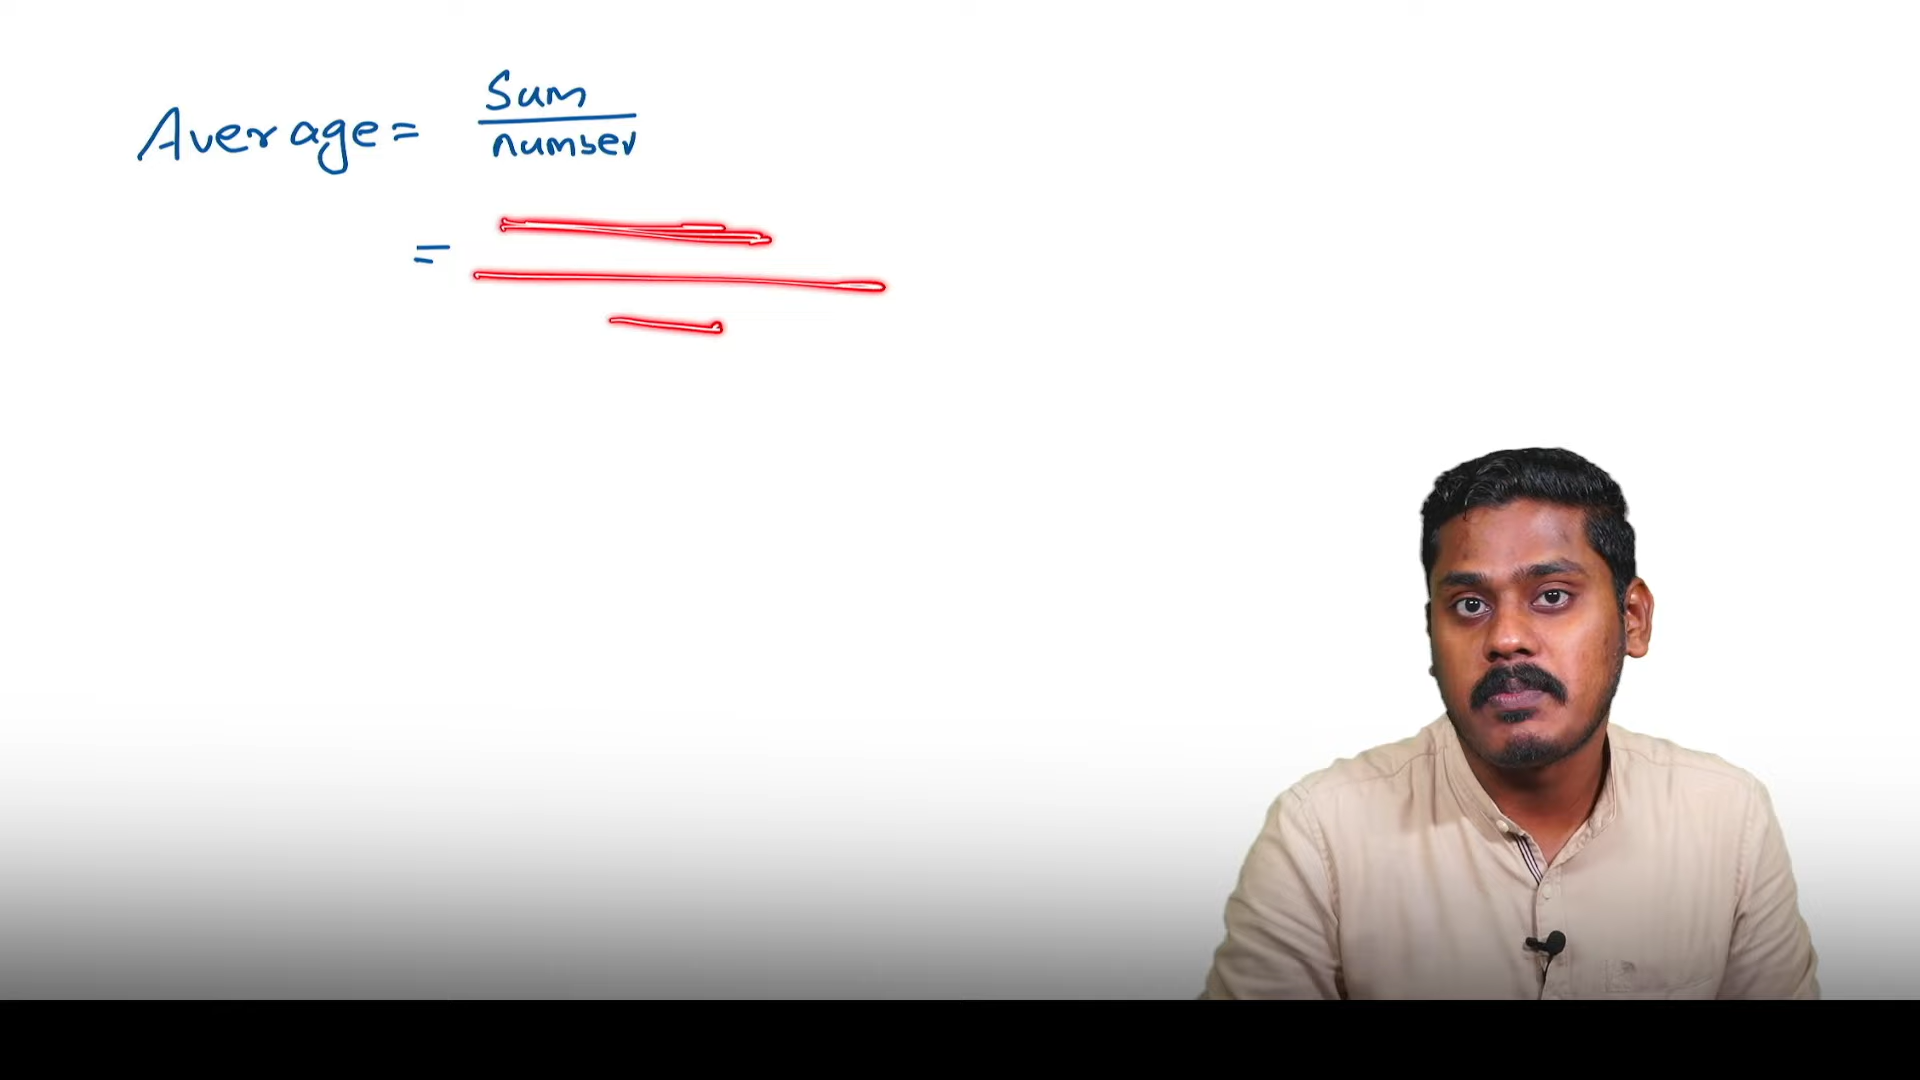 Average = Sum
number
=